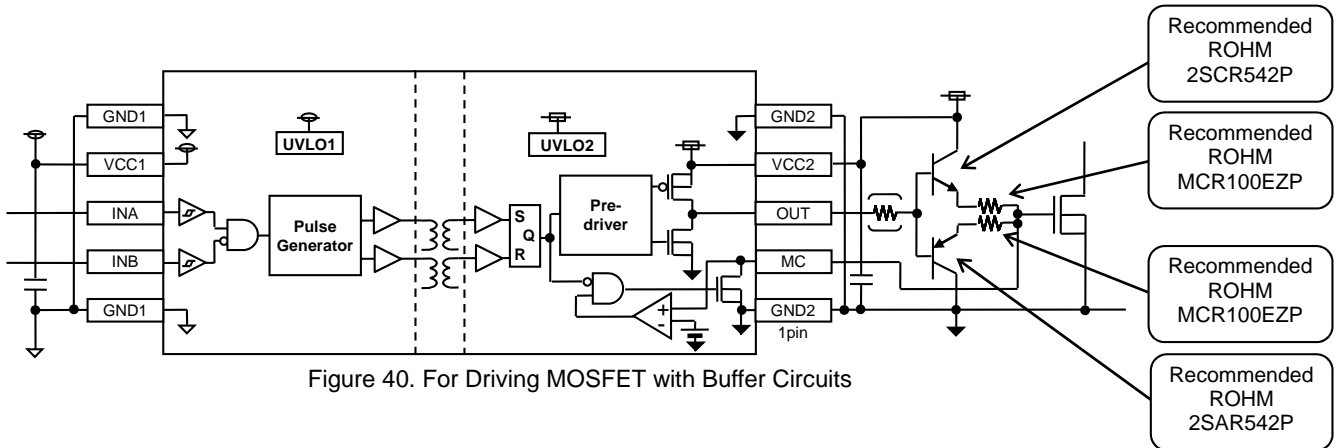 Recommended
ROHM
2SCR542P
GND1
VCC1
INA
INB
GND1
UVLO1
Pulse
Generator
UVLO2
S
Q
R
Pre-
driver
+
-
GND2
VCC2
OUT
MC
GND2
1pin
Recommended
ROHM
MCR100EZP
Recommended
ROHM
MCR100EZP
Recommended
ROHM
2SAR542P
Figure 40. For Driving MOSFET with Buffer Circuits